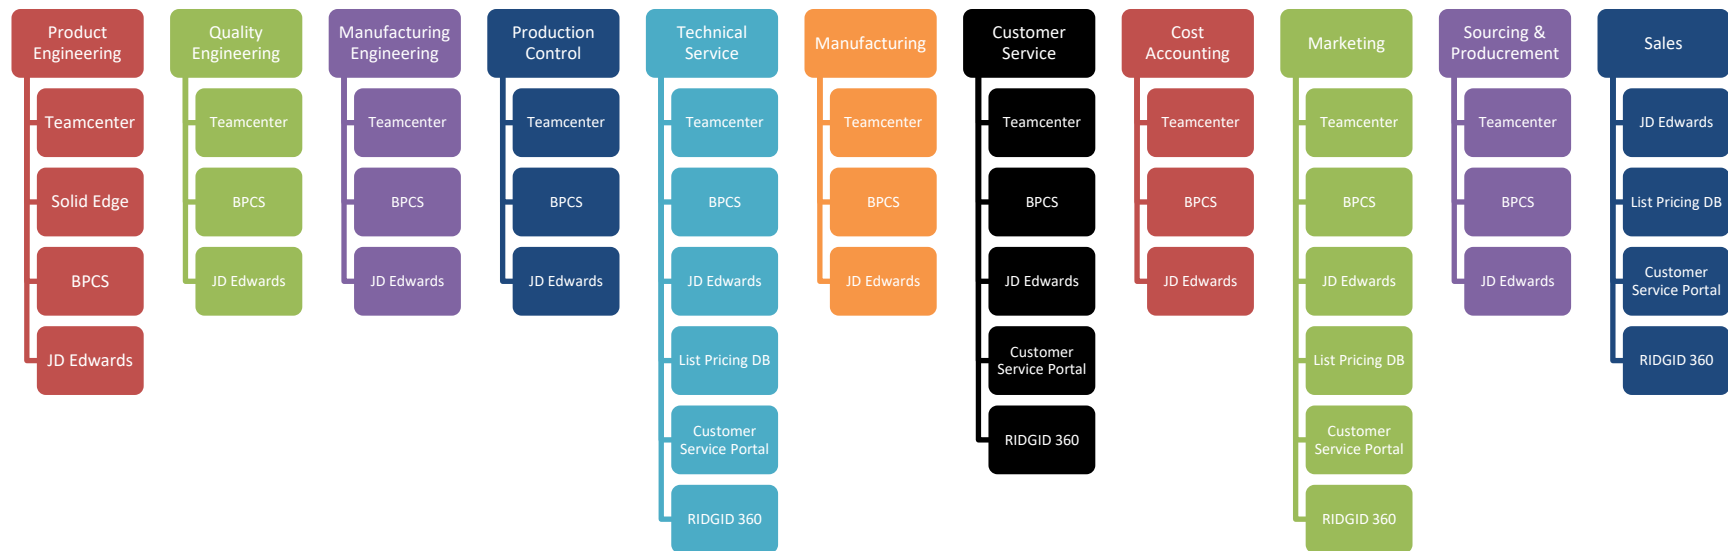 Product
Engineering
Teamcenter
Solid Edge
BPCS
JD Edwards
Quality
Engineering
Teamcenter
BPCS
JD Edwards
Manufacturing
Engineering
Teamcenter
BPCS
JD Edwards
Production
Control
Teamcenter
BPCS
JD Edwards
Technical
Service
Teamcenter
BPCS
JD Edwards
List Pricing DB
Customer
Service Portal
RIDGID 360
Manufacturing
Teamcenter
BPCS
JD Edwards
Customer
Service
Teamcenter
BPCS
JD Edwards
Customer
Service Portal
RIDGID 360
Cost
Accounting
Teamcenter
BPCS
JD Edwards
Marketing
Teamcenter
BPCS
JD Edwards
List Pricing DB
Customer
Service Portal
RIDGID 360
Sourcing &
Producrement
Teamcenter
BPCS
JD Edwards
Sales
JD Edwards
List Pricing DB
Customer
Service Portal
RIDGID 360